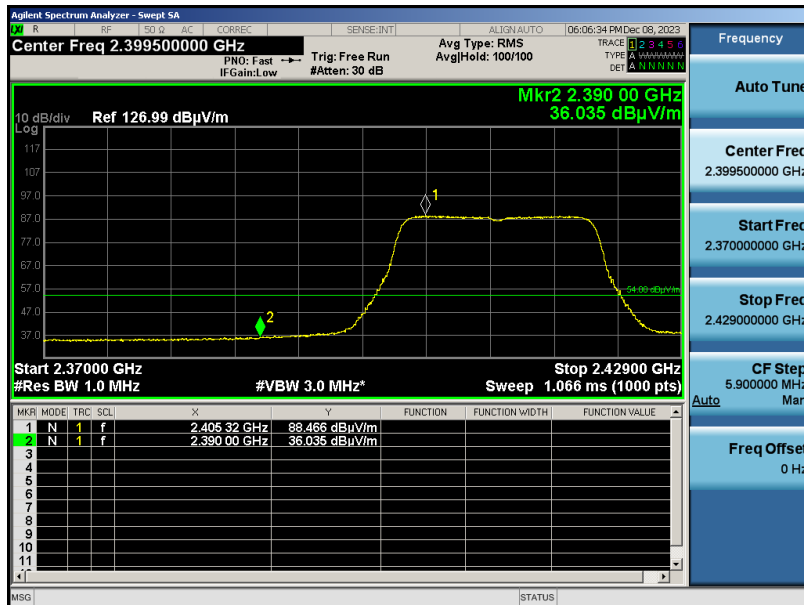 Agilent Spectrum Analyzer - Swept SA
LXI R RF 50 Ω AC CORREC SENSE:INT ALIGN AUTO 06:06:34 PM Dec 08, 2023
Center Freq 2.399500000 GHz
PNO: Fast
IFGain:Low
Trig: Free Run
#Atten: 30 dB
Avg Type: RMS
Avg|Hold: 100/100
TRACE 1 2 3 4 5 6
TYPE A WWWWW
DET A N N N N N
Mkr2 2.390 00 GHz
36.035 dBµV/m
10 dB/div Ref 126.99 dBµV/m
Log
117
107
97.0
87.0
77.0
67.0
57.0
47.0
37.0
1
2
54.00 dBµV/m
Start 2.37000 GHz Stop 2.42900 GHz
#Res BW 1.0 MHz #VBW 3.0 MHz* Sweep 1.066 ms (1000 pts)
MKR MODE TRC SCL X Y FUNCTION FUNCTION WIDTH FUNCTION VALUE
1 N 1 f 2.405 32 GHz 88.466 dBµV/m
2 N 1 f 2.390 00 GHz 36.035 dBµV/m
3
4
5
6
7
8
9
10
11
MSG STATUS
Frequency
Auto Tune
Center Freq
2.399500000 GHz
Start Freq
2.370000000 GHz
Stop Freq
2.429000000 GHz
CF Step
5.900000 MHz
Auto Man
Freq Offset
0 Hz